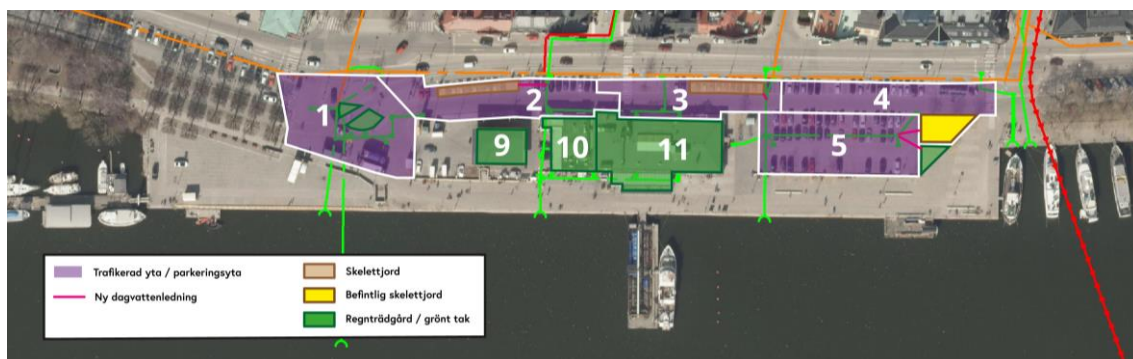 1
2
3
4
5
9
10
11
Trafikerad yta / parkeringsyta
Ny dagvattenledning
Skelettjord
Befintlig skelettjord
Regnträdgård / grönt tak